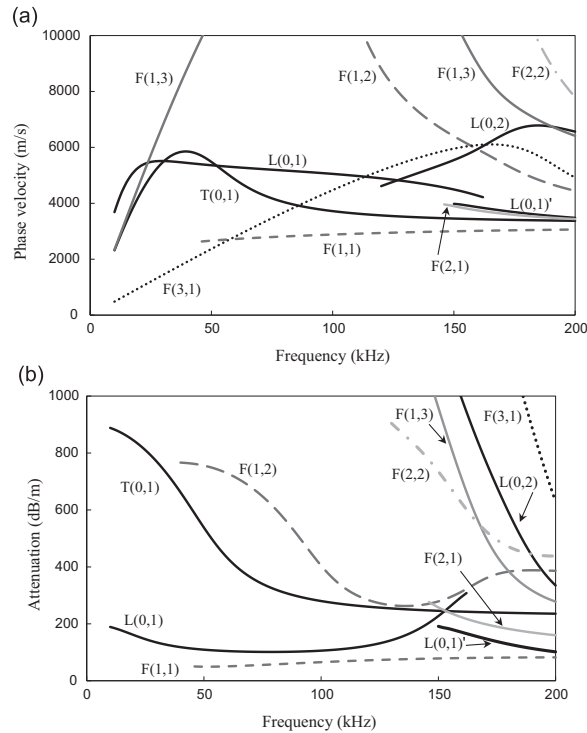 (a)
10000
8000
6000
4000
2000
0
Phase velocity (m/s)
F(1,3)
F(1,2)
F(1,3)
F(2,2)
L(0,2)
L(0,1)
T(0,1)
L(0,1)'
F(1,1)
F(2,1)
F(3,1)
0
50
100
150
200
Frequency (kHz)
(b)
1000
800
600
400
200
0
Attenuation (dB/m)
F(1,3)
F(3,1)
T(0,1)
F(1,2)
F(2,2)
L(0,2)
F(2,1)
L(0,1)
L(0,1)'
F(1,1)
0
50
100
150
200
Frequency (kHz)